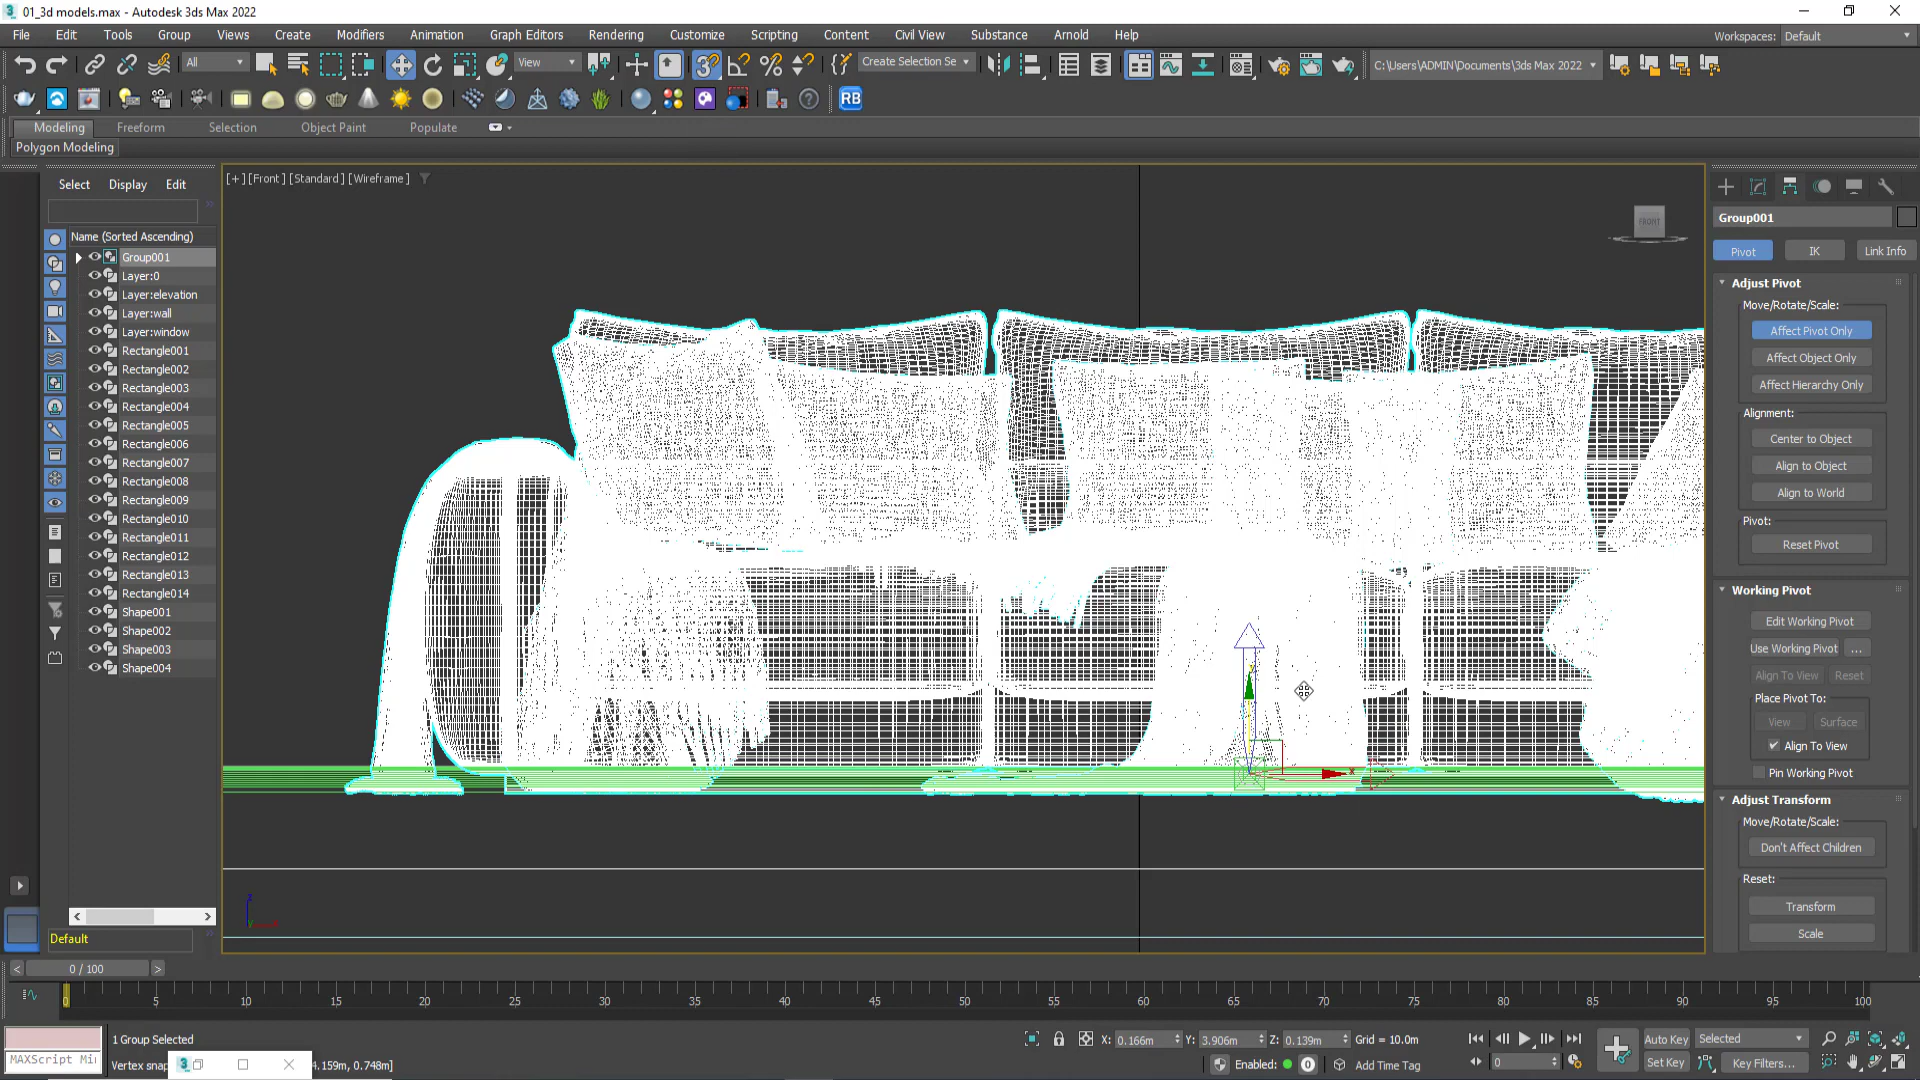 01_3d models.max - Autodesk 3ds Max 2022
File Edit Tools Group Views Create Modifiers Animation Graph Editors Rendering Customize Scripting Content Civil View Substance Arnold Help
Workspaces: Default
All View Create Selection Se C:\Users\ADMIN\Documents\3ds Max 2022
RB
Modeling Freeform Selection Object Paint Populate
Polygon Modeling
Select Display Edit
[+] [Front] [Standard] [Wireframe]
FRONT
Name (Sorted Ascending)
Group001
Layer:0
Layer:elevation
Layer:wall
Layer:window
Rectangle001
Rectangle002
Rectangle003
Rectangle004
Rectangle005
Rectangle006
Rectangle007
Rectangle008
Rectangle009
Rectangle010
Rectangle011
Rectangle012
Rectangle013
Rectangle014
Shape001
Shape002
Shape003
Shape004
Default
Group001
Pivot IK Link Info
Adjust Pivot
Move/Rotate/Scale:
Affect Pivot Only
Affect Object Only
Affect Hierarchy Only
Alignment:
Center to Object
Align to Object
Align to World
Pivot:
Reset Pivot
Working Pivot
Edit Working Pivot
Use Working Pivot ...
Align To View Reset
Place Pivot To:
View Surface
Align To View
Pin Working Pivot
Adjust Transform
Move/Rotate/Scale:
Don't Affect Children
Reset:
Transform
Scale
0 / 100
0 5 10 15 20 25 30 35 40 45 50 55 60 65 70 75 80 85 90 95 100
1 Group Selected
X: 0.166m Y: 3.906m Z: 0.139m Grid = 10.0m
Auto Key Selected
MAXScript Mi
Vertex snap
4.159m, 0.748m]
Enabled: 0 Add Time Tag
0
Set Key Key Filters...